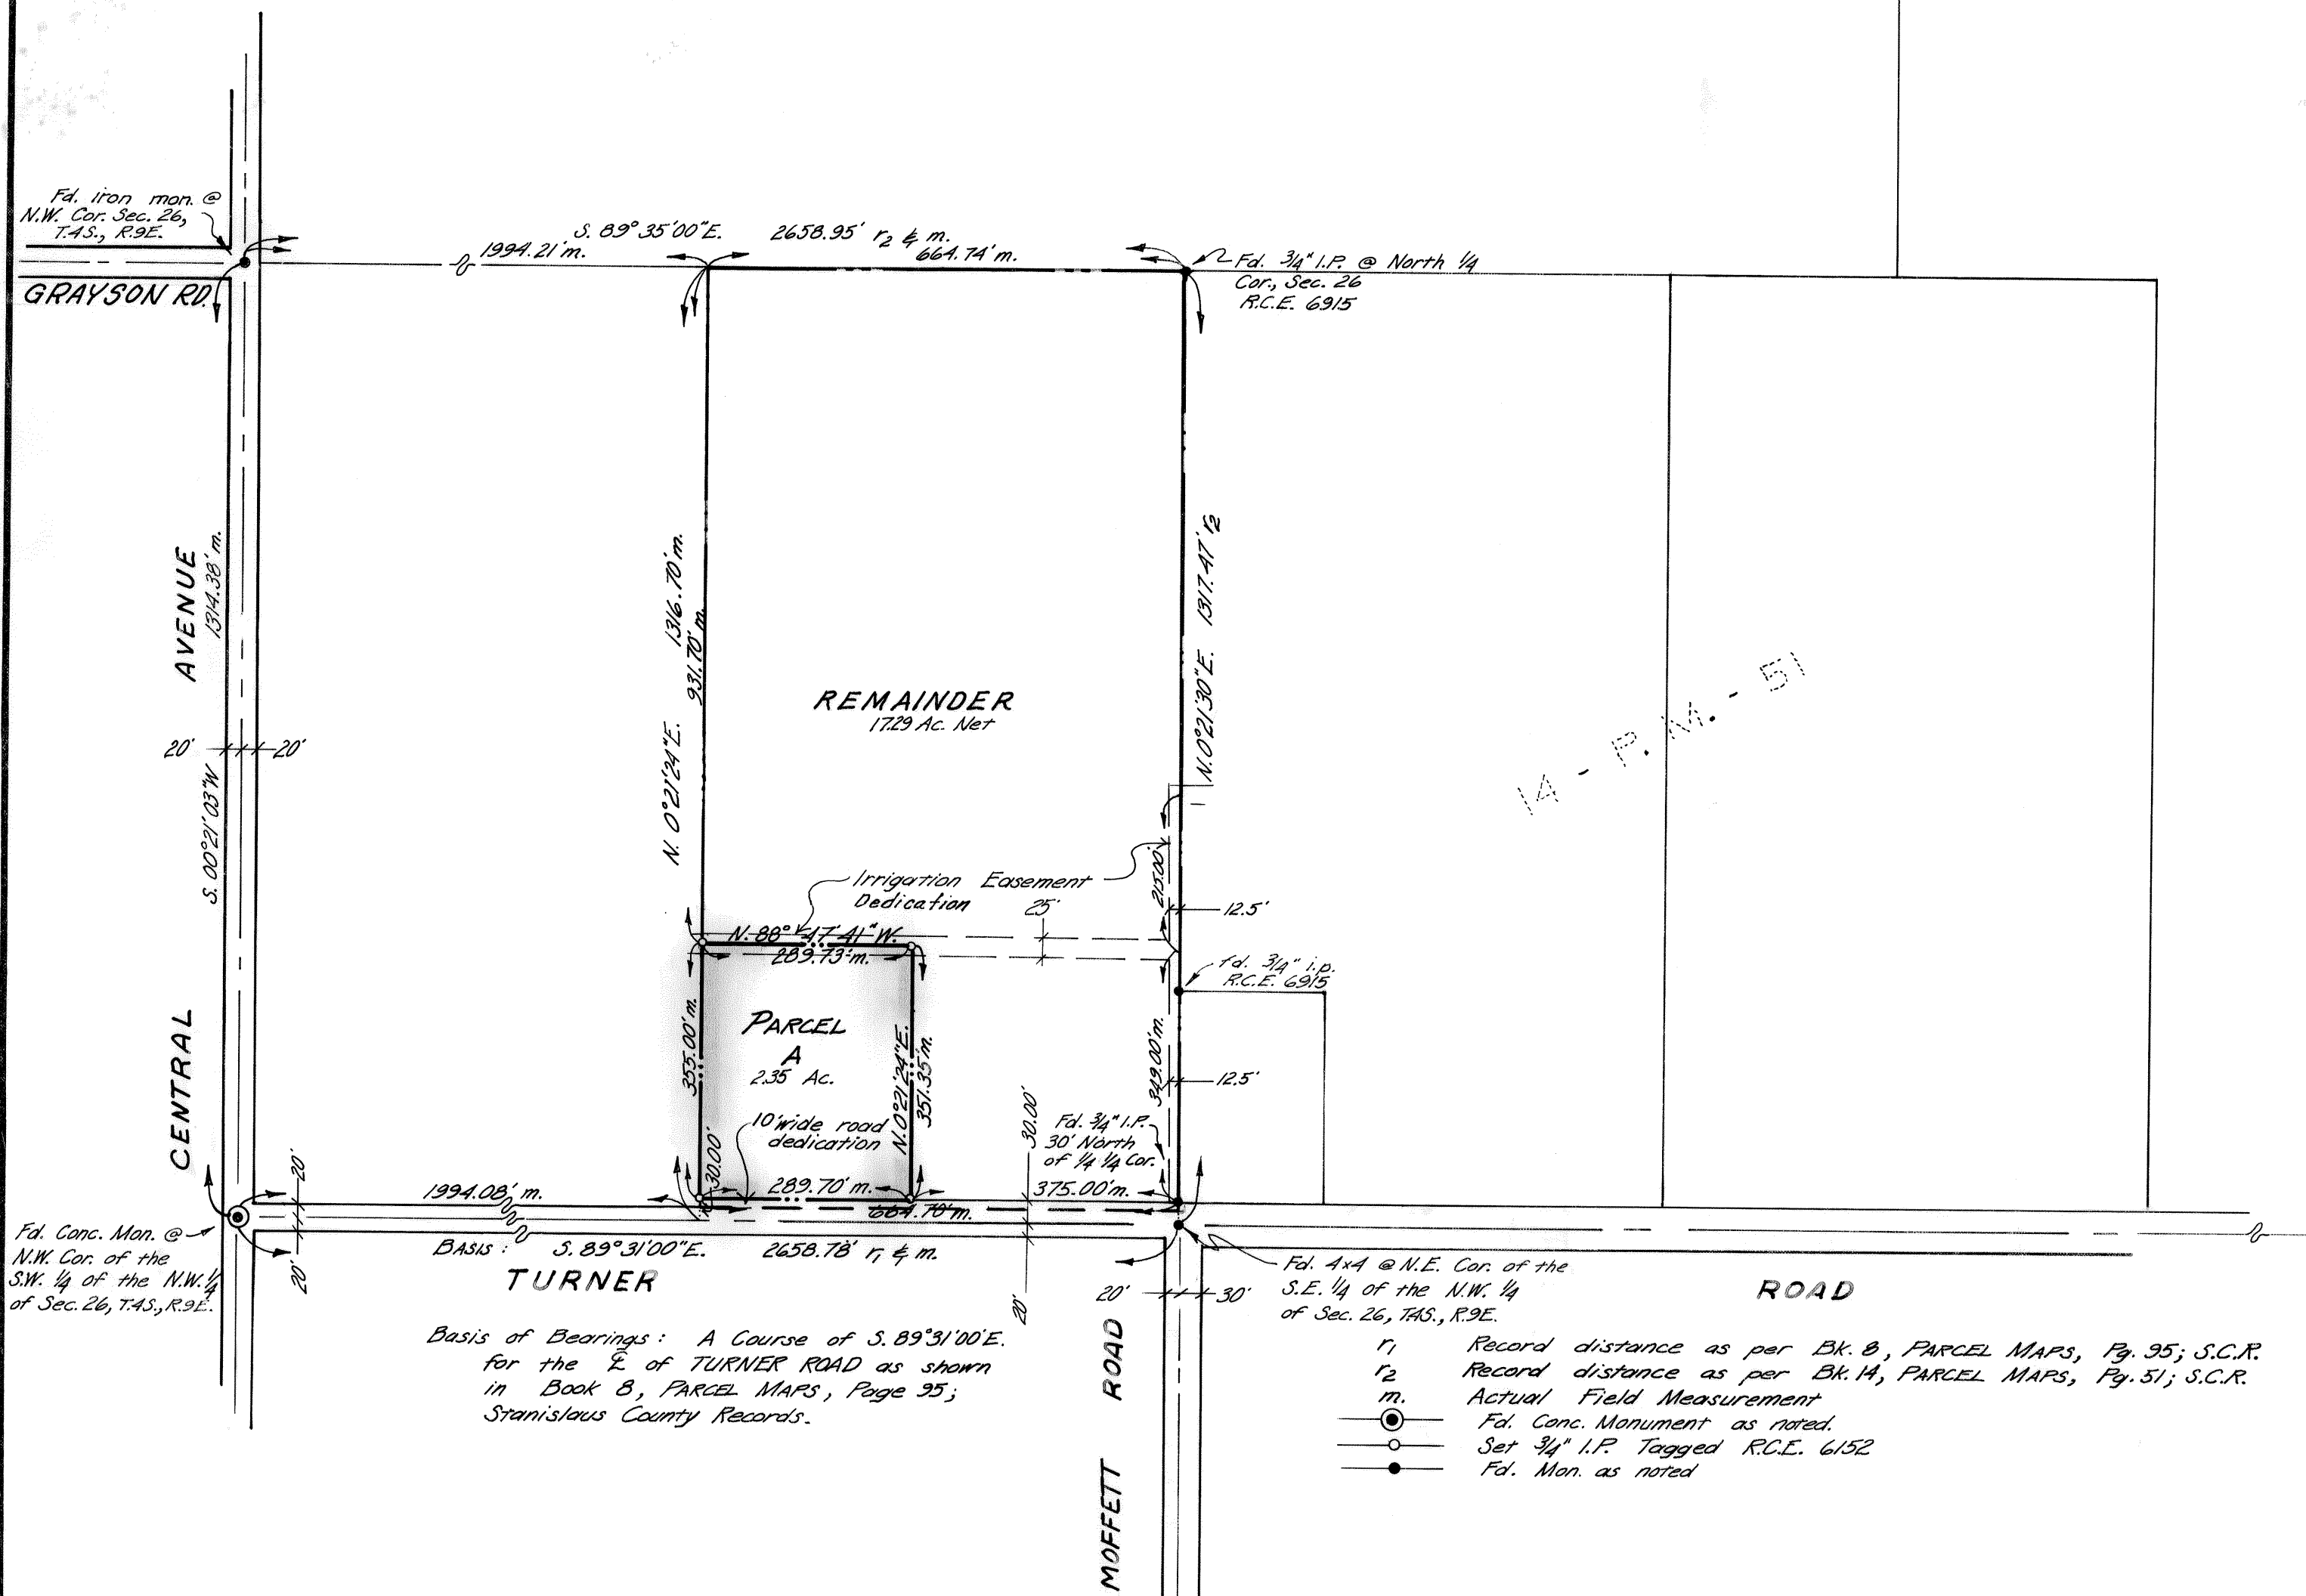 Fd. iron mon. @
N.W. Cor. Sec. 26,
T.4S., R.9E.
GRAYSON RD.
S. 89° 35'00"E. 2658.95' r2 & m.
1994.21' m.
664.74' m.
Fd. 3/4" I.P. @ North 1/4
Cor., Sec. 26
R.C.E. 6915
CENTRAL AVENUE
1314.38' m.
S. 00°21'03"W
20'
20'
N. 0°21'24"E. 1316.70' m.
931.70' m.
REMAINDER
17.29 Ac. Net
N. 0°21'30"E. 1317.47' r2
14 - P. M. - 51
Irrigation Easement
Dedication
25'
215.00'
12.5'
N. 88° 47' 41" W.
289.73' m.
fd. 3/4" i.p.
R.C.E. 6915
355.00' m.
PARCEL
A
2.35 Ac.
N. 0°21'24"E.
351.35' m.
349.00' m.
12.5'
10' wide road
dedication
30.00'
30.00'
Fd. 3/4" I.P.
30' North
of 1/4 1/4 Cor.
289.70' m.
375.00' m.
664.70' m.
1994.08' m.
20'
20'
20'
Fd. Conc. Mon. @
N.W. Cor. of the
S.W. 1/4 of the N.W. 1/4
of Sec. 26, T.4S., R.9E.
BASIS : S. 89°31'00"E. 2658.78' r1 & m.
TURNER
ROAD
Fd. 4x4 @ N.E. Cor. of the
S.E. 1/4 of the N.W. 1/4
of Sec. 26, T.4S., R.9E.
20'
30'
MOFFETT ROAD
Basis of Bearings : A Course of S. 89°31'00"E.
for the ℄ of TURNER ROAD as shown
in Book 8, PARCEL MAPS, Page 95;
Stanislaus County Records.
r1 Record distance as per Bk. 8, PARCEL MAPS, Pg. 95; S.C.R.
r2 Record distance as per Bk. 14, PARCEL MAPS, Pg. 51; S.C.R.
m. Actual Field Measurement
Fd. Conc. Monument as noted.
Set 3/4" I.P. Tagged R.C.E. 6152
Fd. Mon. as noted